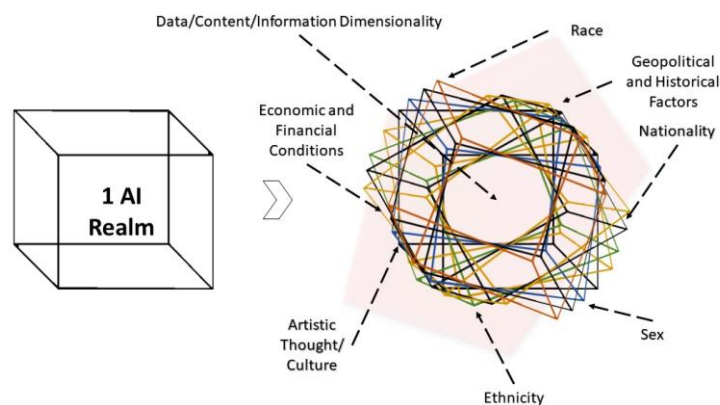 Data/Content/Information Dimensionality
Race
Geopolitical
and Historical
Factors
Nationality
Economic and
Financial
Conditions
1 AI
Realm
Artistic
Thought/
Culture
Sex
Ethnicity